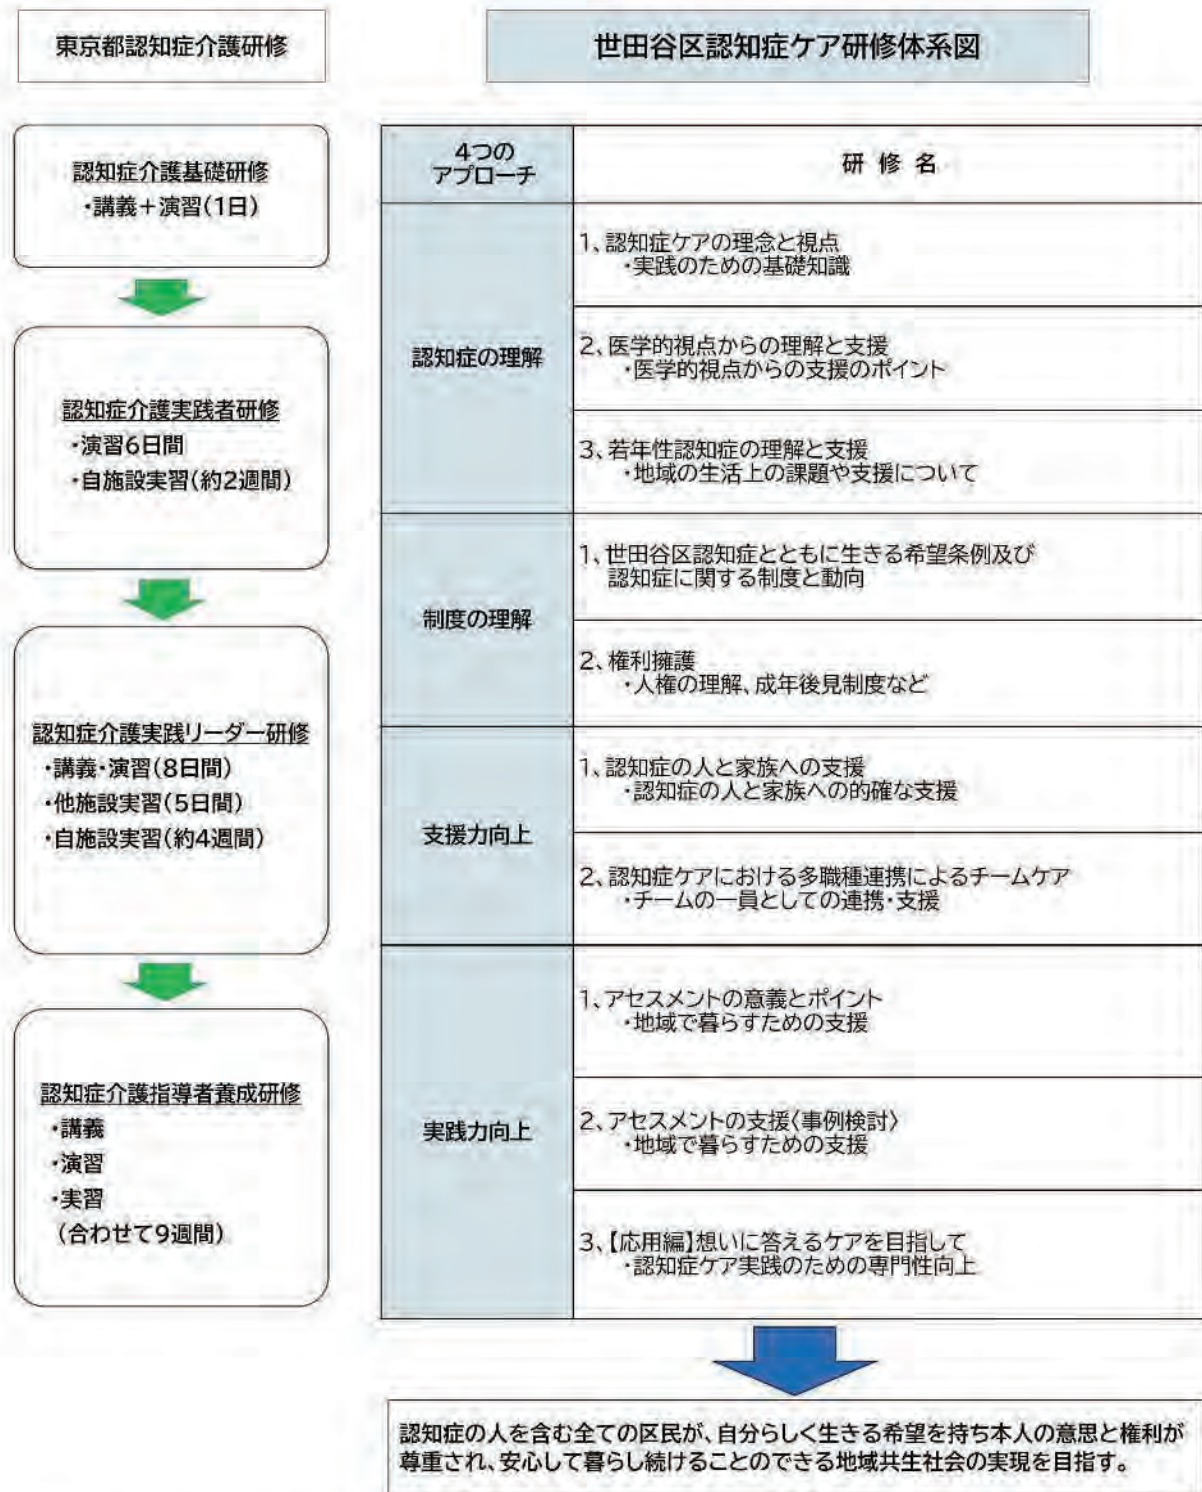 東京都認知症介護研修
認知症介護基礎研修
・講義＋演習(1日)
認知症介護実践者研修
・演習6日間
・自施設実習(約2週間)
認知症介護実践リーダー研修
・講義・演習(8日間)
・他施設実習(5日間)
・自施設実習(約4週間)
認知症介護指導者養成研修
・講義
・演習
・実習
(合わせて9週間)
世田谷区認知症ケア研修体系図
4つの
アプローチ
研 修 名
認知症の理解
1、認知症ケアの理念と視点
・実践のための基礎知識
2、医学的視点からの理解と支援
・医学的視点からの支援のポイント
3、若年性認知症の理解と支援
・地域の生活上の課題や支援について
制度の理解
1、世田谷区認知症とともに生きる希望条例及び
認知症に関する制度と動向
2、権利擁護
・人権の理解、成年後見制度など
支援力向上
1、認知症の人と家族への支援
・認知症の人と家族への的確な支援
2、認知症ケアにおける多職種連携によるチームケア
・チームの一員としての連携・支援
実践力向上
1、アセスメントの意義とポイント
・地域で暮らすための支援
2、アセスメントの支援〈事例検討〉
・地域で暮らすための支援
3、【応用編】想いに答えるケアを目指して
・認知症ケア実践のための専門性向上
認知症の人を含む全ての区民が、自分らしく生きる希望を持ち本人の意思と権利が
尊重され、安心して暮らし続けることのできる地域共生社会の実現を目指す。